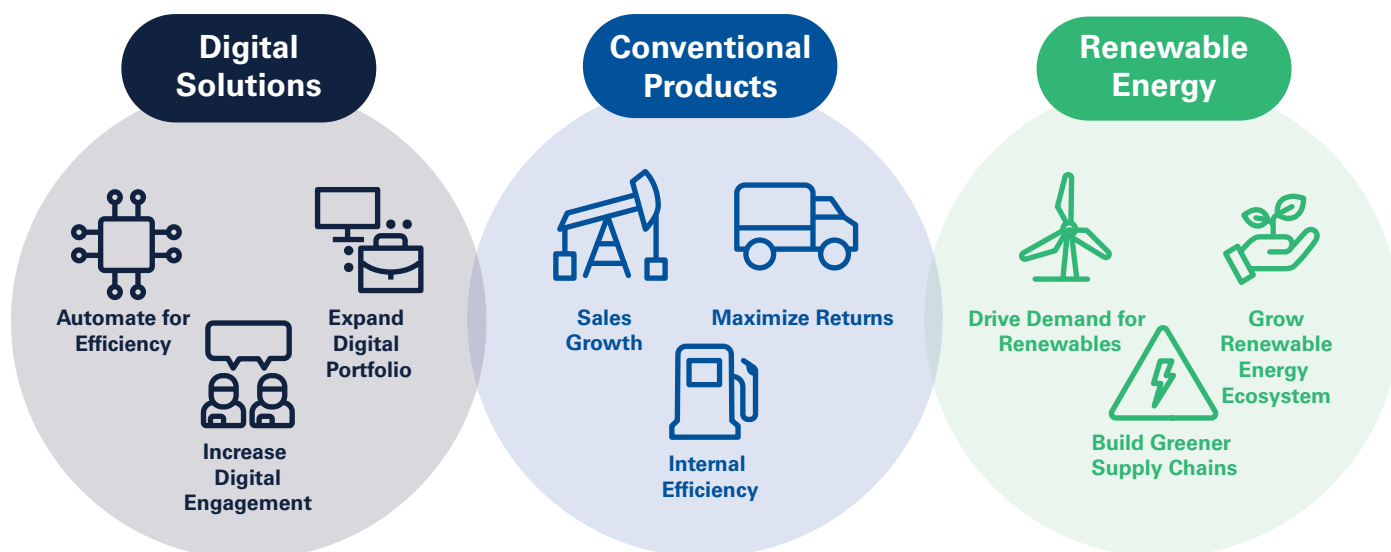 Digital
Solutions
Automate for
Efficiency
Expand
Digital
Portfolio
Increase
Digital
Engagement
Conventional
Products
Sales
Growth
Maximize Returns
Internal
Efficiency
Renewable
Energy
Drive Demand for
Renewables
Grow
Renewable
Energy
Ecosystem
Build Greener
Supply Chains